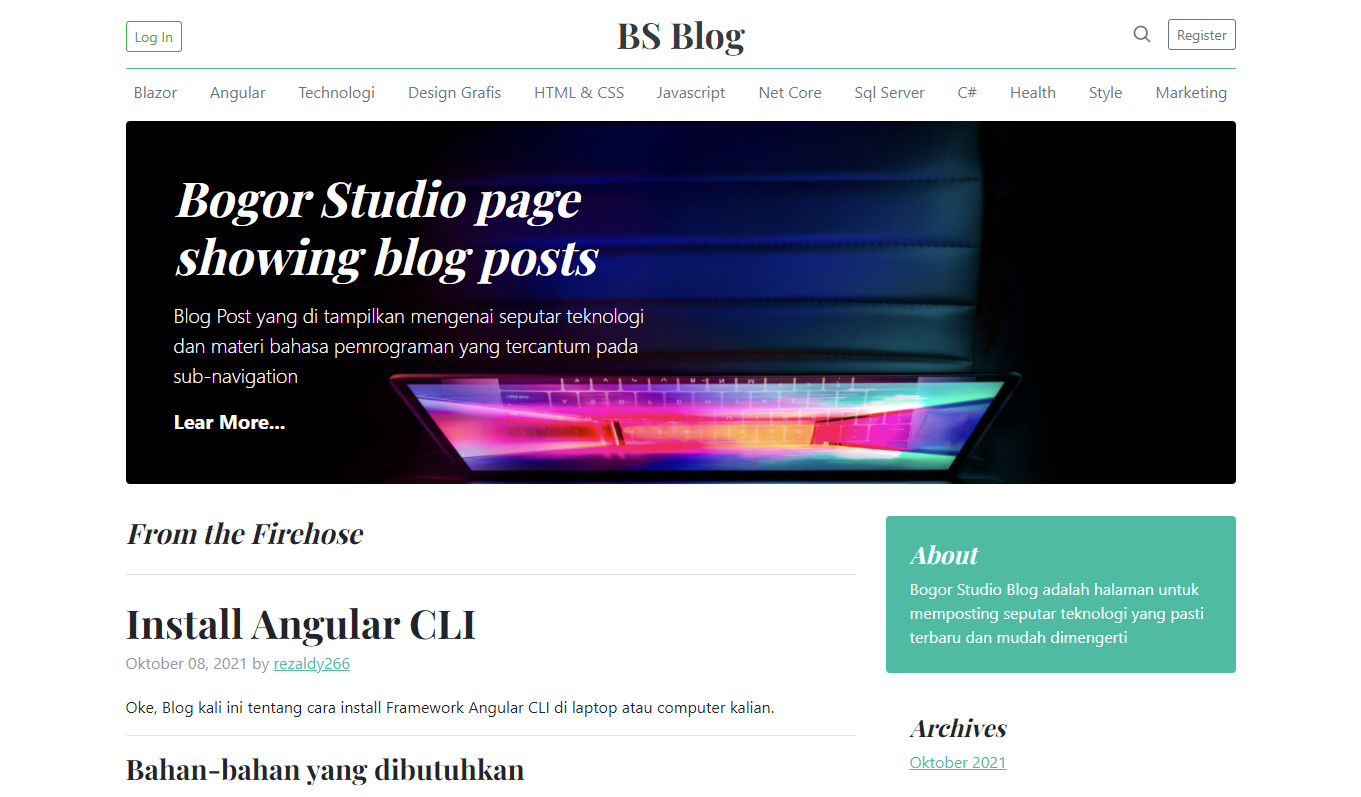 Log In
BS Blog
Register
Blazor Angular Technologi Design Grafis HTML & CSS Javascript Net Core Sql Server C# Health Style Marketing
Bogor Studio page
showing blog posts
Blog Post yang di tampilkan mengenai seputar teknologi
dan materi bahasa pemrograman yang tercantum pada
sub-navigation
Lear More...
From the Firehose
Install Angular CLI
Oktober 08, 2021 by rezaldy266
Oke, Blog kali ini tentang cara install Framework Angular CLI di laptop atau computer kalian.
Bahan-bahan yang dibutuhkan
About
Bogor Studio Blog adalah halaman untuk
memposting seputar teknologi yang pasti
terbaru dan mudah dimengerti
Archives
Oktober 2021